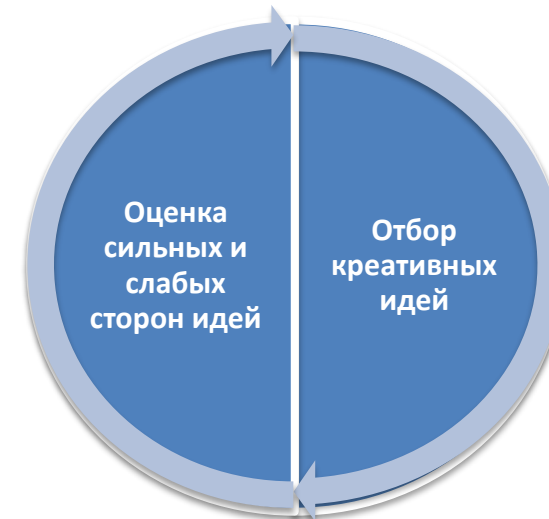 Оценка
сильных и
слабых
сторон идей
Отбор
креативных
идей